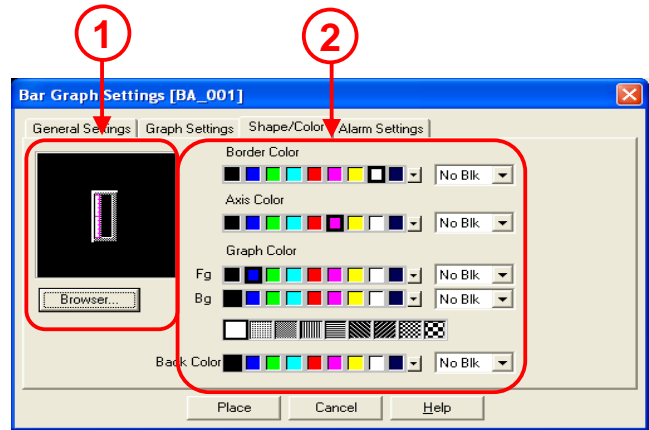 1
2
Bar Graph Settings [BA_001]
General Settings Graph Settings Shape/Color Alarm Settings
Border Color
No Blk
Axis Color
No Blk
Graph Color
Fg No Blk
Browser... Bg No Blk
Back Color No Blk
Place Cancel Help